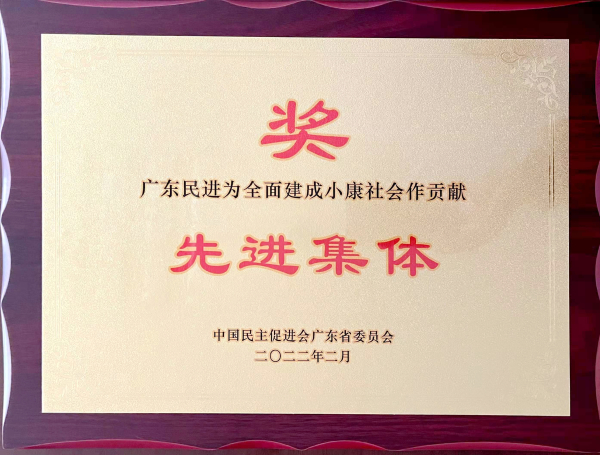 奖
广东民进为全面建成小康社会作贡献
先进集体
中国民主促进会广东省委员会
二〇二二年二月